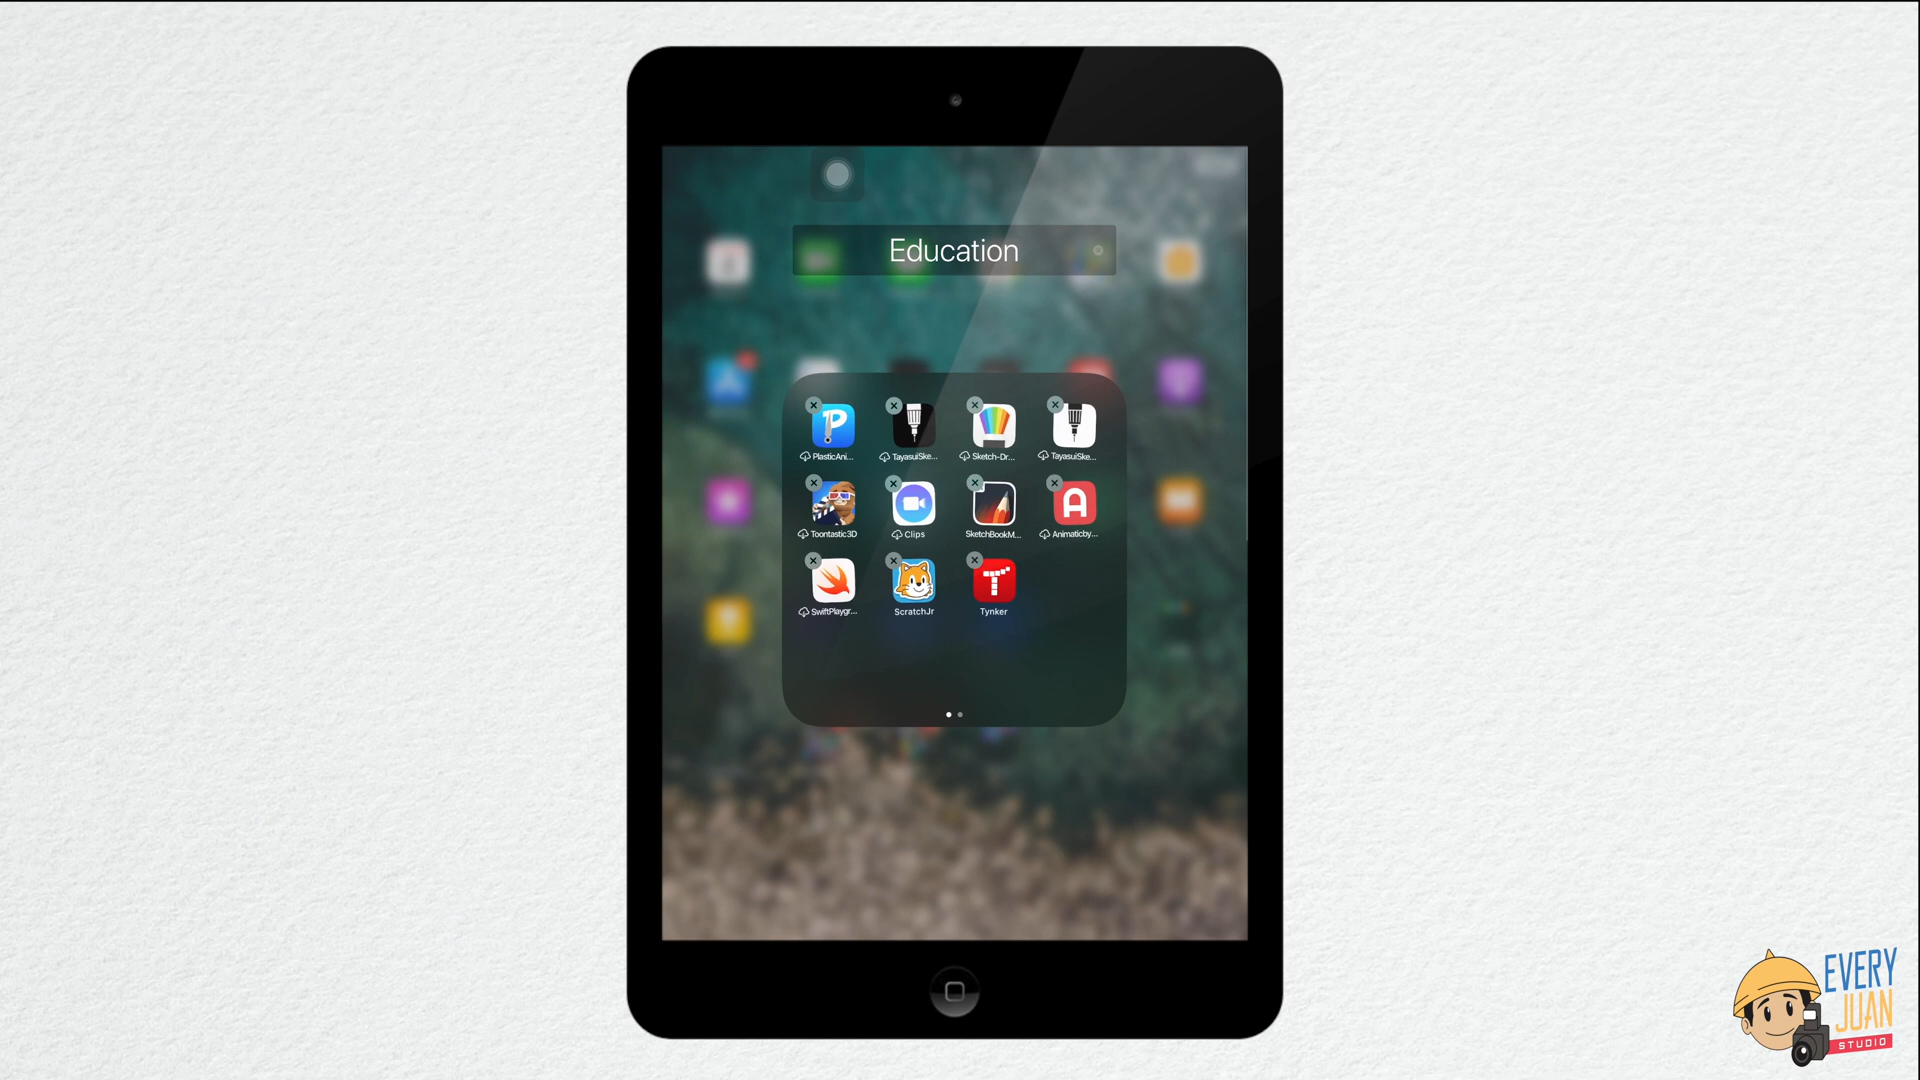 Education
PlasticAni...
TayasuiSke...
Sketch-Dr...
TayasuiSke...
Toontastic3D
Clips
SketchBookM...
Animaticby...
SwiftPlaygr...
ScratchJr
Tynker
EVERY
JUAN
STUDIO